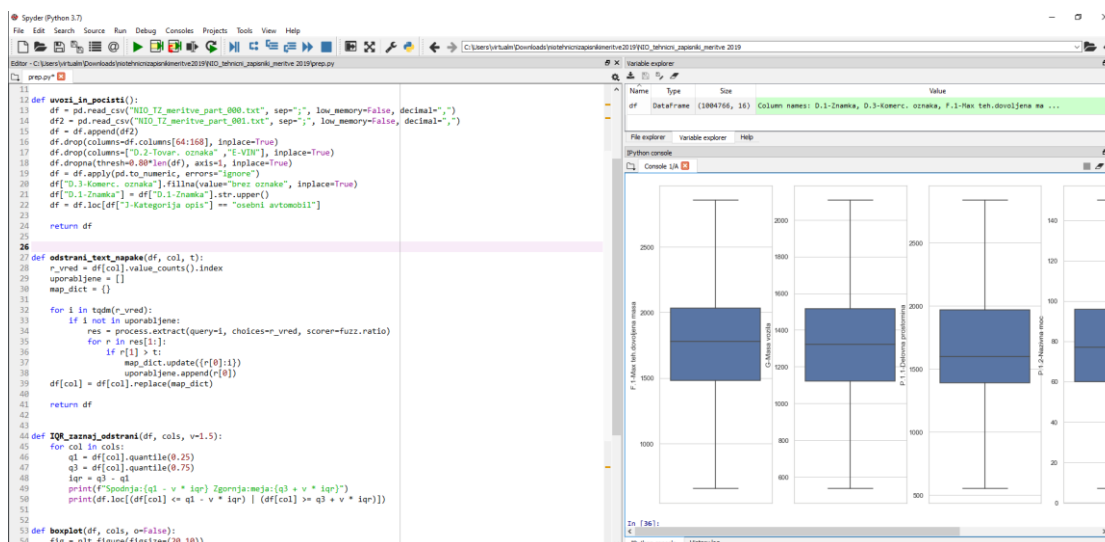 Spyder (Python 3.7)
File Edit Search Source Run Debug Consoles Projects Tools View Help
C:\Users\virtualm\Downloads\niotehnicnizapisnikimeritve2019\NIO_tehnicni_zapisniki_meritve 2019
Editor - C:\Users\virtualm\Downloads\niotehnicnizapisnikimeritve2019\NIO_tehnicni_zapisniki_meritve 2019\prep.py
prep.py*
11
12 def uvozi_in_pocisti():
13 df = pd.read_csv("NIO_TZ_meritve_part_000.txt", sep=";", low_memory=False, decimal=",")
14 df2 = pd.read_csv("NIO_TZ_meritve_part_001.txt", sep=";", low_memory=False, decimal=",")
15 df = df.append(df2)
16 df.drop(columns=df.columns[64:168], inplace=True)
17 df.drop(columns=["D.2-Tovar. oznaka" ,"E-VIN"], inplace=True)
18 df.dropna(thresh=0.80*len(df), axis=1, inplace=True)
19 df = df.apply(pd.to_numeric, errors="ignore")
20 df["D.3-Komerc. oznaka"].fillna(value="brez oznake", inplace=True)
21 df["D.1-Znamka"] = df["D.1-Znamka"].str.upper()
22 df = df.loc[df["J-Kategorija opis"] == "osebni avtomobil"]
23
24 return df
25
26
27 def odstrani_text_napake(df, col, t):
28 r_vred = df[col].value_counts().index
29 uporabljene = []
30 map_dict = {}
31
32 for i in tqdm(r_vred):
33 if i not in uporabljene:
34 res = process.extract(query=i, choices=r_vred, scorer=fuzz.ratio)
35 for r in res[1:]:
36 if r[1] > t:
37 map_dict.update({r[0]:i})
38 uporabljene.append(r[0])
39 df[col] = df[col].replace(map_dict)
40
41 return df
42
43
44 def IQR_zaznaj_odstrani(df, cols, v=1.5):
45 for col in cols:
46 q1 = df[col].quantile(0.25)
47 q3 = df[col].quantile(0.75)
48 iqr = q3 - q1
49 print(f"Spodnja:{q1 - v * iqr} Zgornja:meja:{q3 + v * iqr}")
50 print(df.loc[(df[col] <= q1 - v * iqr) | (df[col] >= q3 + v * iqr)])
51
52
53 def boxplot(df, cols, o=False):
54 fig = plt.figure(figsize=(20,10))
Variable explorer
Name Type Size Value
df DataFrame (1004766, 16) Column names: D.1-Znamka, D.3-Komerc. oznaka, F.1-Max teh.dovoljena ma ...
File explorer Variable explorer Help
IPython console
Console 1/A
F.1-Max teh.dovoljena masa
2500
2000
1500
1000
G-Masa vozila
2000
1800
1600
1400
1200
1000
800
600
P.1.1-Delovna prostornina
2500
2000
1500
1000
500
P.1.2-Nazivna moc
140
120
100
80
60
40
20
0
In [36]: